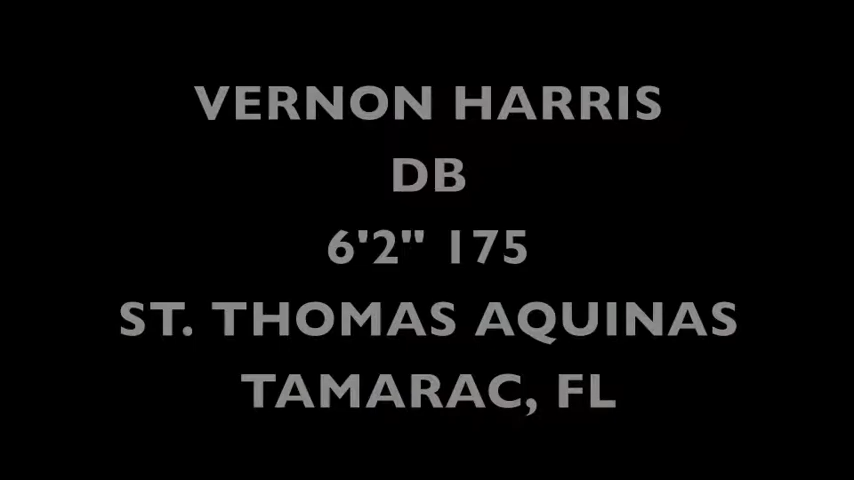 VERNON HARRIS
DB
6'2" 175
ST. THOMAS AQUINAS
TAMARAC, FL